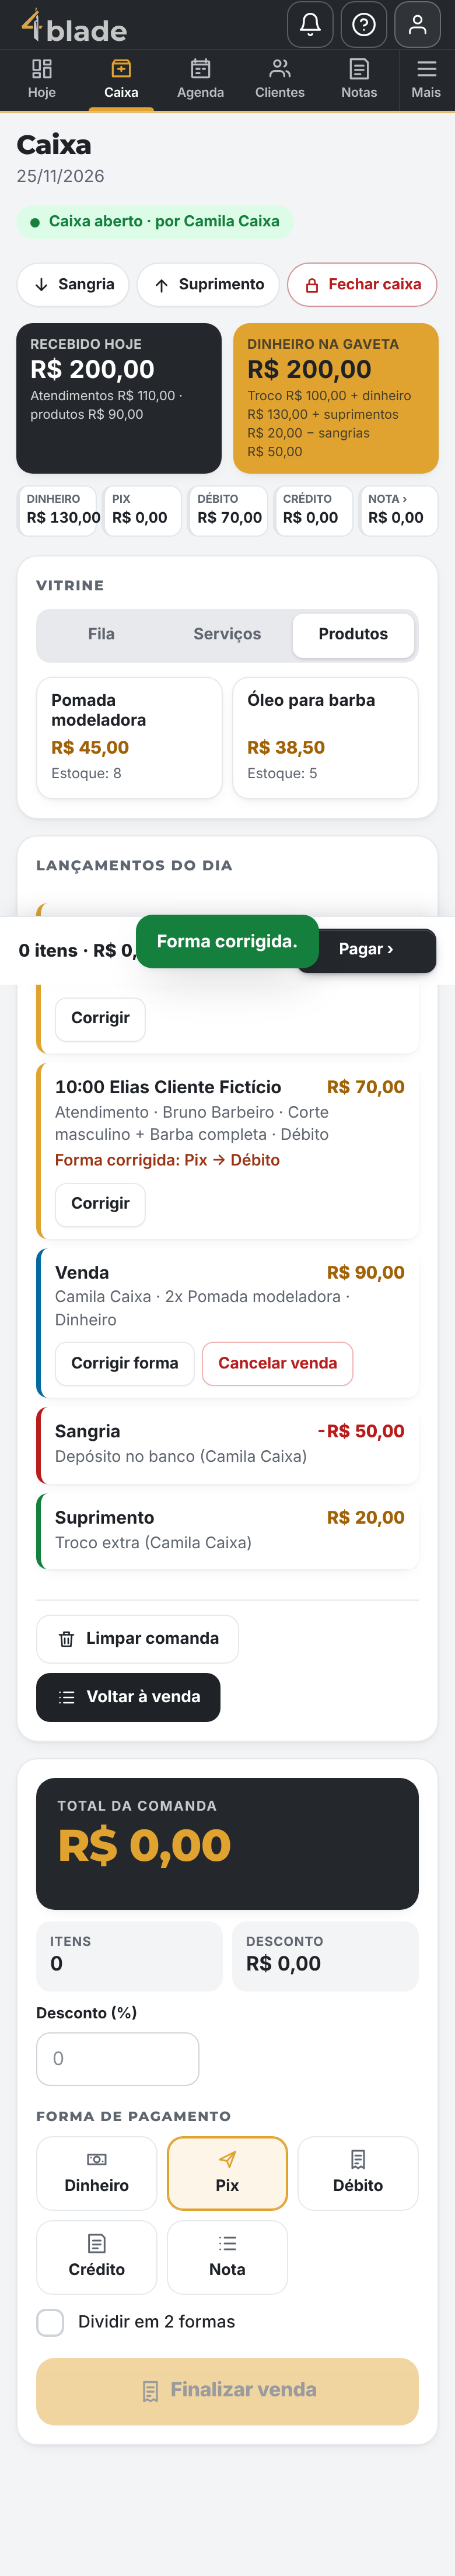 4blade
Hoje
Caixa
Agenda
Clientes
Notas
Mais
Caixa
25/11/2026
Caixa aberto · por Camila Caixa
Sangria
Suprimento
Fechar caixa
RECEBIDO HOJE
R$ 200,00
Atendimentos R$ 110,00 ·
produtos R$ 90,00
DINHEIRO NA GAVETA
R$ 200,00
Troco R$ 100,00 + dinheiro
R$ 130,00 + suprimentos
R$ 20,00 − sangrias
R$ 50,00
DINHEIRO
R$ 130,00
PIX
R$ 0,00
DÉBITO
R$ 70,00
CRÉDITO
R$ 0,00
NOTA ›
R$ 0,00
VITRINE
Fila
Serviços
Produtos
Pomada
modeladora
R$ 45,00
Estoque: 8
Óleo para barba
R$ 38,50
Estoque: 5
LANÇAMENTOS DO DIA
0 itens · R$ 0,
Forma corrigida.
Pagar ›
Corrigir
10:00 Elias Cliente Fictício
R$ 70,00
Atendimento · Bruno Barbeiro · Corte
masculino + Barba completa · Débito
Forma corrigida: Pix → Débito
Corrigir
Venda
R$ 90,00
Camila Caixa · 2x Pomada modeladora ·
Dinheiro
Corrigir forma
Cancelar venda
Sangria
-R$ 50,00
Depósito no banco (Camila Caixa)
Suprimento
R$ 20,00
Troco extra (Camila Caixa)
Limpar comanda
Voltar à venda
TOTAL DA COMANDA
R$ 0,00
ITENS
0
DESCONTO
R$ 0,00
Desconto (%)
0
FORMA DE PAGAMENTO
Dinheiro
Pix
Débito
Crédito
Nota
Dividir em 2 formas
Finalizar venda